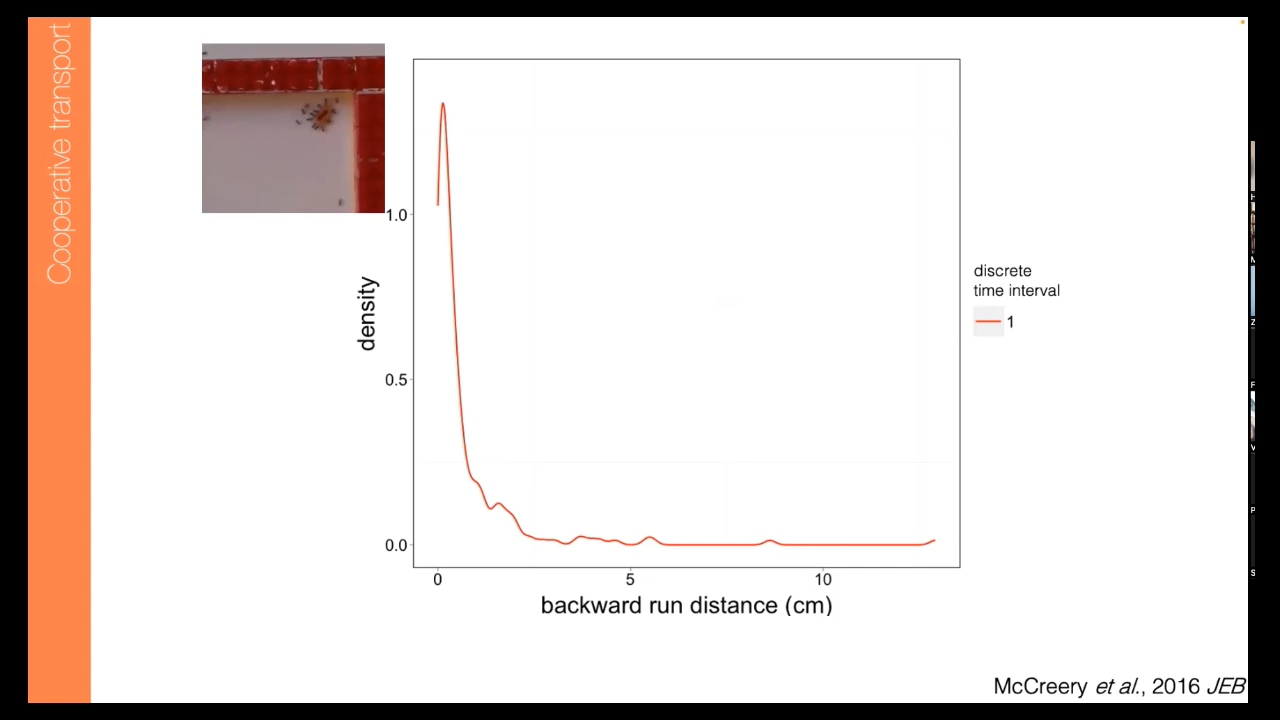 Cooperative transport
1.0
0.5
0.0
density
0
5
10
backward run distance (cm)
discrete
time interval
1
McCreery et al., 2016 JEB